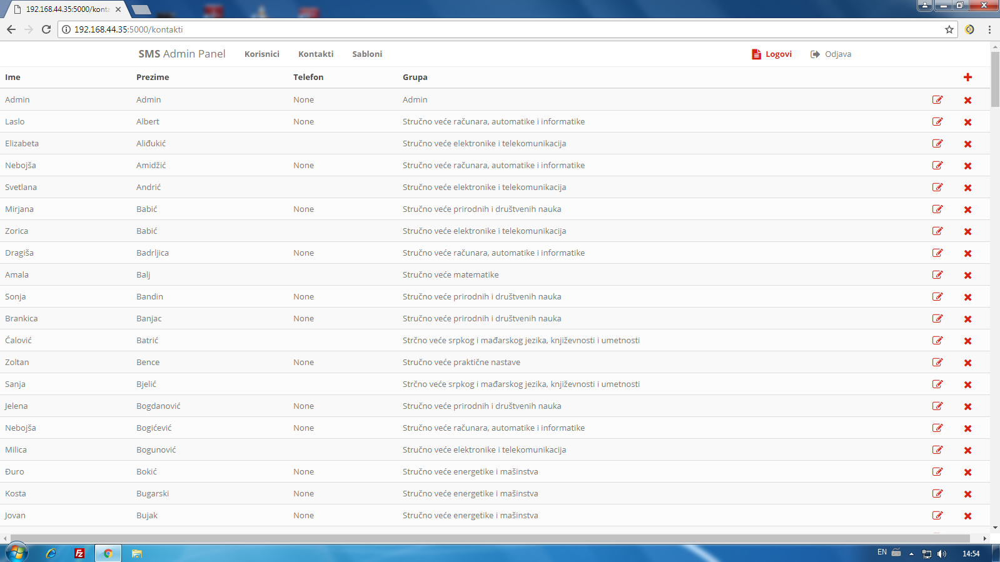 192.168.44.35:5000/konta
192.168.44.35:5000/kontakti
SMS Admin Panel Korisnici Kontakti Sabloni Logovi Odjava
Ime Prezime Telefon Grupa
Admin Admin None Admin
Laslo Albert None Stručno veće računara, automatike i informatike
Elizabeta Aliđukić Stručno veće elektronike i telekomunikacija
Nebojša Amidžić None Stručno veće računara, automatike i informatike
Svetlana Andrić Stručno veće elektronike i telekomunikacija
Mirjana Babić None Stručno veće prirodnih i društvenih nauka
Zorica Babić Stručno veće elektronike i telekomunikacija
Dragiša Badrljica None Stručno veće računara, automatike i informatike
Amala Balj Stručno veće matematike
Sonja Bandin None Stručno veće prirodnih i društvenih nauka
Brankica Banjac None Stručno veće prirodnih i društvenih nauka
Ćalović Batrić Strčno veće srpkog i mađarskog jezika, književnosti i umetnosti
Zoltan Bence None Stručno veće praktične nastave
Sanja Bjelić Strčno veće srpkog i mađarskog jezika, književnosti i umetnosti
Jelena Bogdanović None Stručno veće prirodnih i društvenih nauka
Nebojša Bogićević None Stručno veće računara, automatike i informatike
Milica Bogunović Stručno veće elektronike i telekomunikacija
Đuro Bokić None Stručno veće energetike i mašinstva
Kosta Bugarski None Stručno veće energetike i mašinstva
Jovan Bujak None Stručno veće energetike i mašinstva
EN 14:54